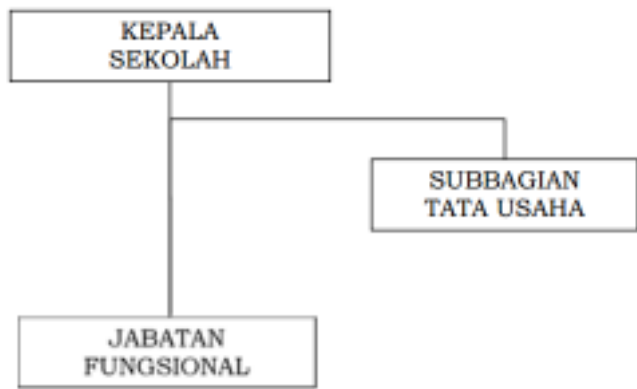 KEPALA
SEKOLAH
SUBBAGIAN
TATA USAHA
JABATAN
FUNGSIONAL